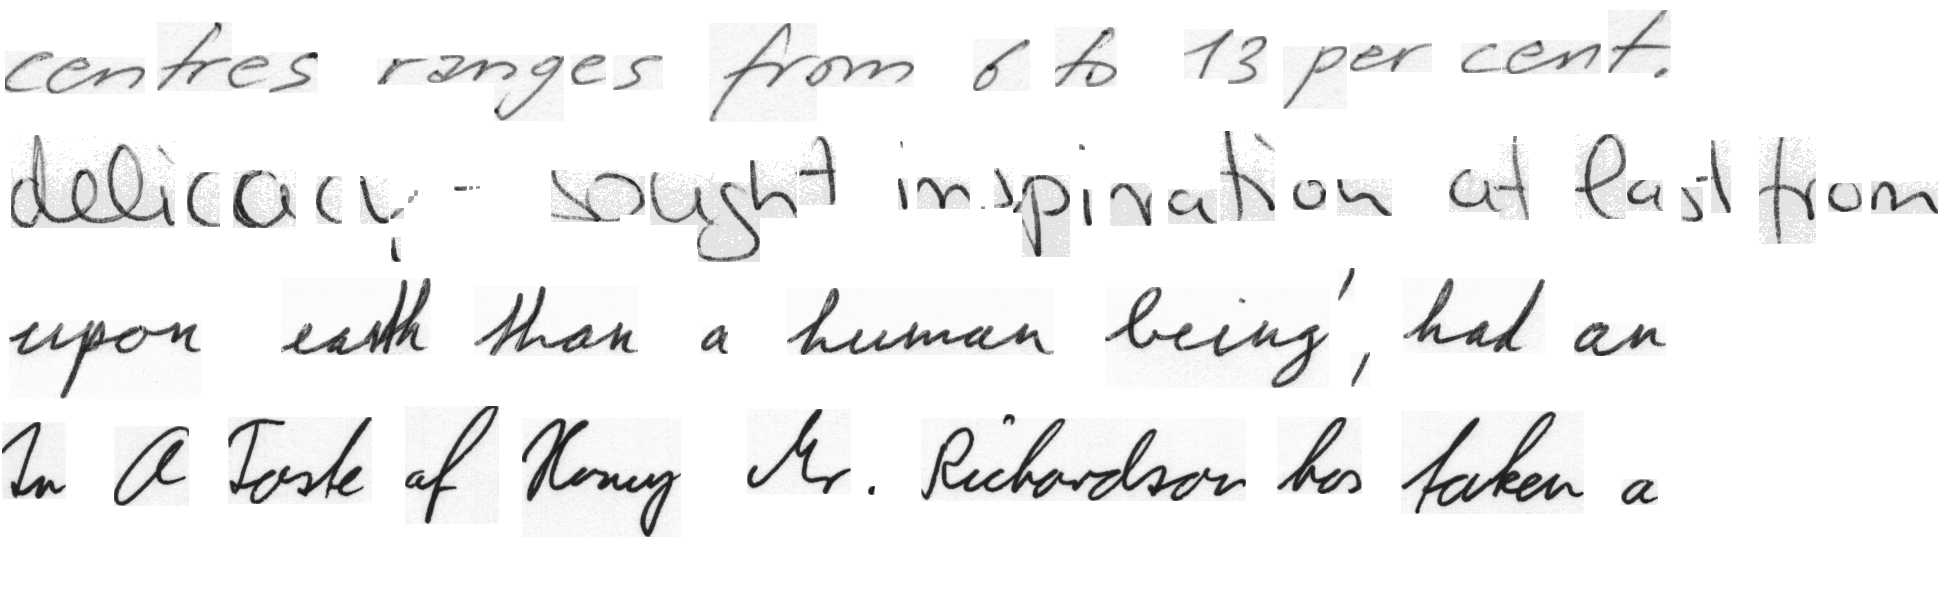 centres ranges from 6 to 13 per cent.
delicacy, - sought inspiration at last from
upon earth than a human being', had an
In A Taste of Honey Mr. Richardson has taken a